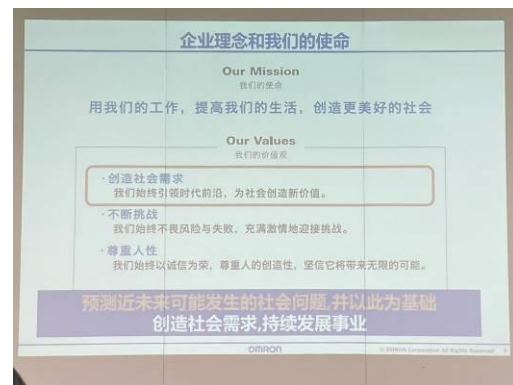 企业理念和我们的使命
Our Mission
我们的使命
用我们的工作，提高我们的生活，创造更美好的社会
Our Values
我们的价值观
·创造社会需求
我们始终引领时代前沿，为社会创造新价值。
·不断挑战
我们始终不畏风险与失败，充满激情地迎接挑战。
·尊重人性
我们始终以诚信为荣，尊重人的创造性，坚信它将带来无限的可能。
预测近未来可能发生的社会问题,并以此为基础
创造社会需求,持续发展事业
OMRON
© OMRON Corporation All Rights Reserved